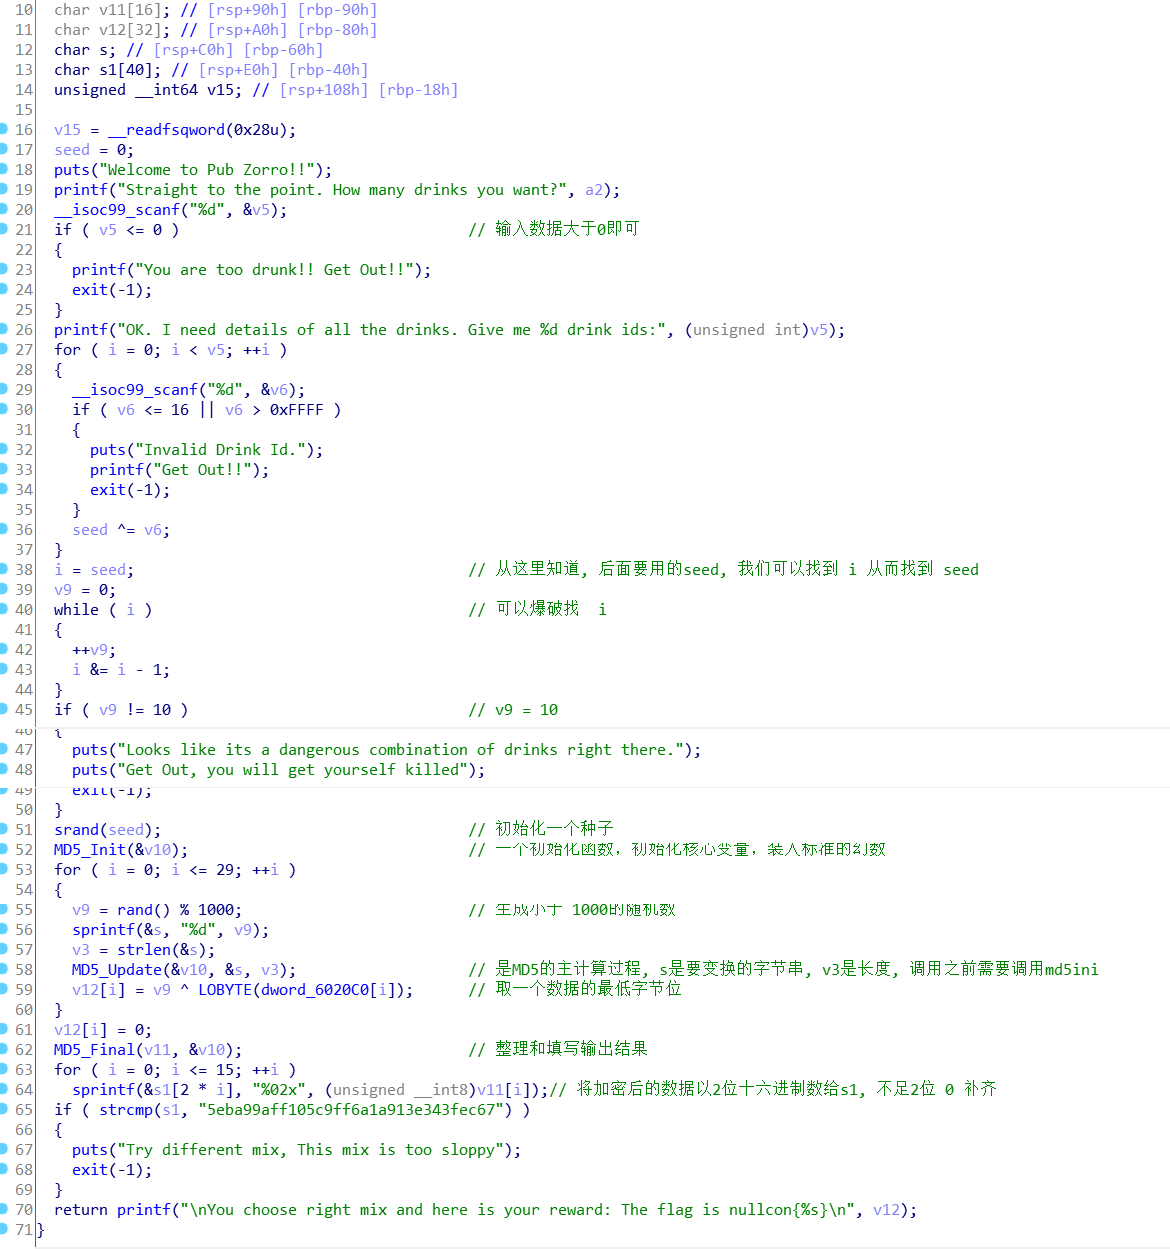 10 char v11[16]; // [rsp+90h] [rbp-90h]
11 char v12[32]; // [rsp+A0h] [rbp-80h]
12 char s; // [rsp+C0h] [rbp-60h]
13 char s1[40]; // [rsp+E0h] [rbp-40h]
14 unsigned __int64 v15; // [rsp+108h] [rbp-18h]
15
16 v15 = __readfsqword(0x28u);
17 seed = 0;
18 puts("Welcome to Pub Zorro!!");
19 printf("Straight to the point. How many drinks you want?", a2);
20 __isoc99_scanf("%d", &v5);
21 if ( v5 <= 0 ) // 输入数据大于0即可
22 {
23 printf("You are too drunk!! Get Out!!");
24 exit(-1);
25 }
26 printf("OK. I need details of all the drinks. Give me %d drink ids:", (unsigned int)v5);
27 for ( i = 0; i < v5; ++i )
28 {
29 __isoc99_scanf("%d", &v6);
30 if ( v6 <= 16 || v6 > 0xFFFF )
31 {
32 puts("Invalid Drink Id.");
33 printf("Get Out!!");
34 exit(-1);
35 }
36 seed ^= v6;
37 }
38 i = seed; // 从这里知道, 后面要用的seed, 我们可以找到 i 从而找到 seed
39 v9 = 0;
40 while ( i ) // 可以爆破找 i
41 {
42 ++v9;
43 i &= i - 1;
44 }
45 if ( v9 != 10 ) // v9 = 10
46 {
47 puts("Looks like its a dangerous combination of drinks right there.");
48 puts("Get Out, you will get yourself killed");
49 exit(-1);
50 }
51 srand(seed); // 初始化一个种子
52 MD5_Init(&v10); // 一个初始化函数，初始化核心变量，装入标准的幻数
53 for ( i = 0; i <= 29; ++i )
54 {
55 v9 = rand() % 1000; // 生成小于 1000的随机数
56 sprintf(&s, "%d", v9);
57 v3 = strlen(&s);
58 MD5_Update(&v10, &s, v3); // 是MD5的主计算过程, s是要变换的字节串, v3是长度, 调用之前需要调用md5ini
59 v12[i] = v9 ^ LOBYTE(dword_6020C0[i]); // 取一个数据的最低字节位
60 }
61 v12[i] = 0;
62 MD5_Final(v11, &v10); // 整理和填写输出结果
63 for ( i = 0; i <= 15; ++i )
64 sprintf(&s1[2 * i], "%02x", (unsigned __int8)v11[i]);// 将加密后的数据以2位十六进制数给s1, 不足2位 0 补齐
65 if ( strcmp(s1, "5eba99aff105c9ff6a1a913e343fec67") )
66 {
67 puts("Try different mix, This mix is too sloppy");
68 exit(-1);
69 }
70 return printf("\nYou choose right mix and here is your reward: The flag is nullcon{%s}\n", v12);
71 }